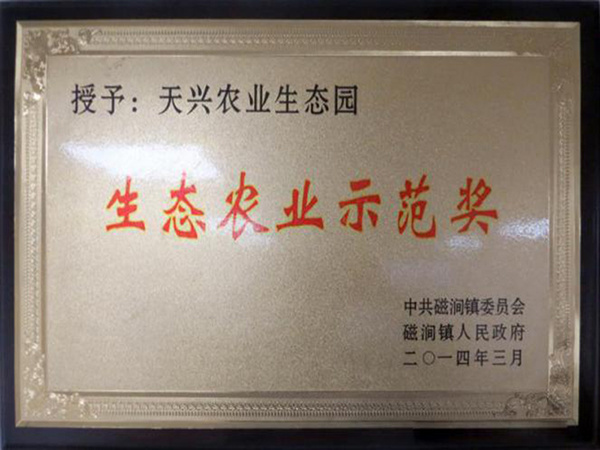 授予：天兴农业生态园
生态农业示范奖
中共磁涧镇委员会
磁涧镇人民政府
二〇一四年三月